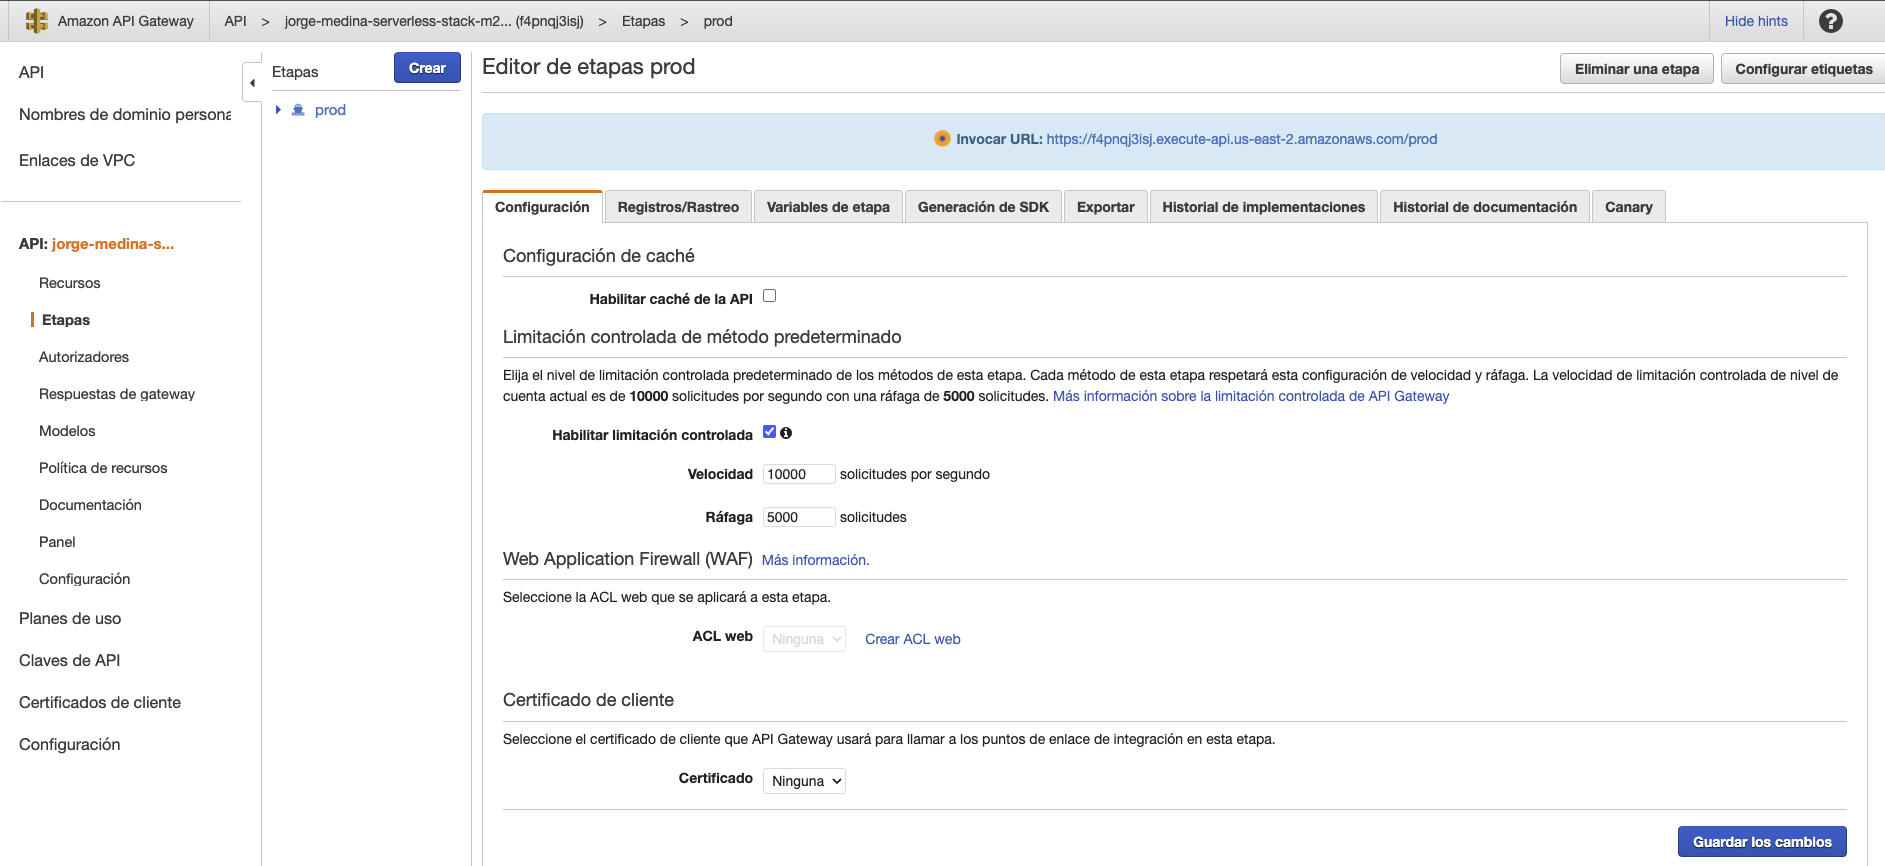 Amazon API Gateway
API > jorge-medina-serverless-stack-m2... (f4pnqj3isj) > Etapas > prod
Hide hints
?
API
Nombres de dominio persona
Enlaces de VPC
API: jorge-medina-s...
Recursos
Etapas
Autorizadores
Respuestas de gateway
Modelos
Política de recursos
Documentación
Panel
Configuración
Planes de uso
Claves de API
Certificados de cliente
Configuración
Etapas
Crear
prod
Editor de etapas prod
Eliminar una etapa
Configurar etiquetas
Invocar URL: https://f4pnqj3isj.execute-api.us-east-2.amazonaws.com/prod
Configuración
Registros/Rastreo
Variables de etapa
Generación de SDK
Exportar
Historial de implementaciones
Historial de documentación
Canary
Configuración de caché
Habilitar caché de la API
Limitación controlada de método predeterminado
Elija el nivel de limitación controlada predeterminado de los métodos de esta etapa. Cada método de esta etapa respetará esta configuración de velocidad y ráfaga. La velocidad de limitación controlada de nivel de
cuenta actual es de 10000 solicitudes por segundo con una ráfaga de 5000 solicitudes. Más información sobre la limitación controlada de API Gateway
Habilitar limitación controlada
Velocidad 10000 solicitudes por segundo
Ráfaga 5000 solicitudes
Web Application Firewall (WAF) Más información.
Seleccione la ACL web que se aplicará a esta etapa.
ACL web Ninguna Crear ACL web
Certificado de cliente
Seleccione el certificado de cliente que API Gateway usará para llamar a los puntos de enlace de integración en esta etapa.
Certificado Ninguna
Guardar los cambios